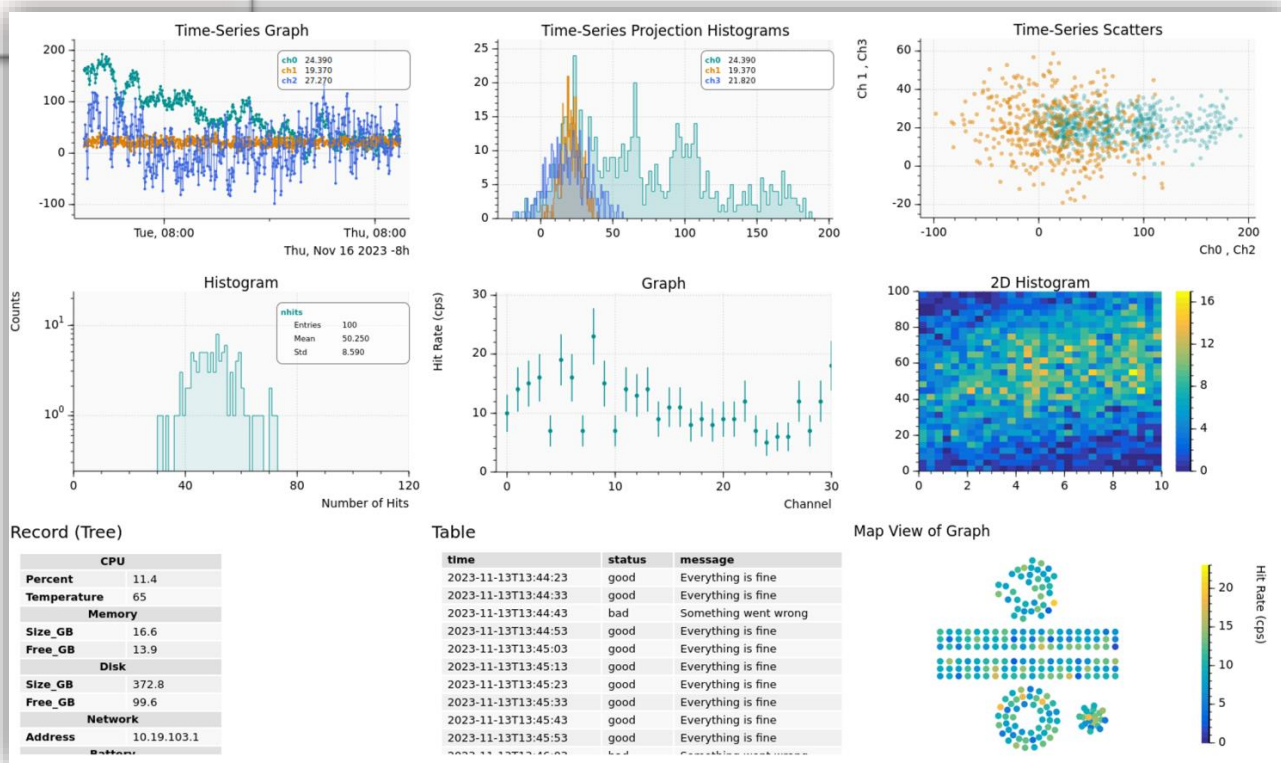 Time-Series Graph
200
100
0
-100
ch0 24.390
ch1 19.370
ch2 27.270
Tue, 08:00
Thu, 08:00
Thu, Nov 16 2023 -8h
Time-Series Projection Histograms
25
20
15
10
5
0
ch0 24.390
ch1 19.370
ch3 21.820
0
50
100
150
200
Time-Series Scatters
Ch 1 , Ch3
60
40
20
0
-20
-100
0
100
200
Ch0 , Ch2
Histogram
Counts
10^1
10^0
nhits
Entries 100
Mean 50.250
Std 8.590
40
80
120
Number of Hits
Graph
Hit Rate (cps)
30
20
10
0
0
10
20
30
Channel
2D Histogram
100
80
60
40
20
0
0
2
4
6
8
10
16
12
8
4
0
Record (Tree)
CPU
Percent 11.4
Temperature 65
Memory
Size_GB 16.6
Free_GB 13.9
Disk
Size_GB 372.8
Free_GB 99.6
Network
Address 10.19.103.1
Battery
Table
time status message
2023-11-13T13:44:23 good Everything is fine
2023-11-13T13:44:33 good Everything is fine
2023-11-13T13:44:43 bad Something went wrong
2023-11-13T13:44:53 good Everything is fine
2023-11-13T13:45:03 good Everything is fine
2023-11-13T13:45:13 good Everything is fine
2023-11-13T13:45:23 good Everything is fine
2023-11-13T13:45:33 good Everything is fine
2023-11-13T13:45:43 good Everything is fine
2023-11-13T13:45:53 good Everything is fine
2023-11-13T13:46:03 bad Something went wrong
Map View of Graph
20
15
10
5
0
Hit Rate (cps)